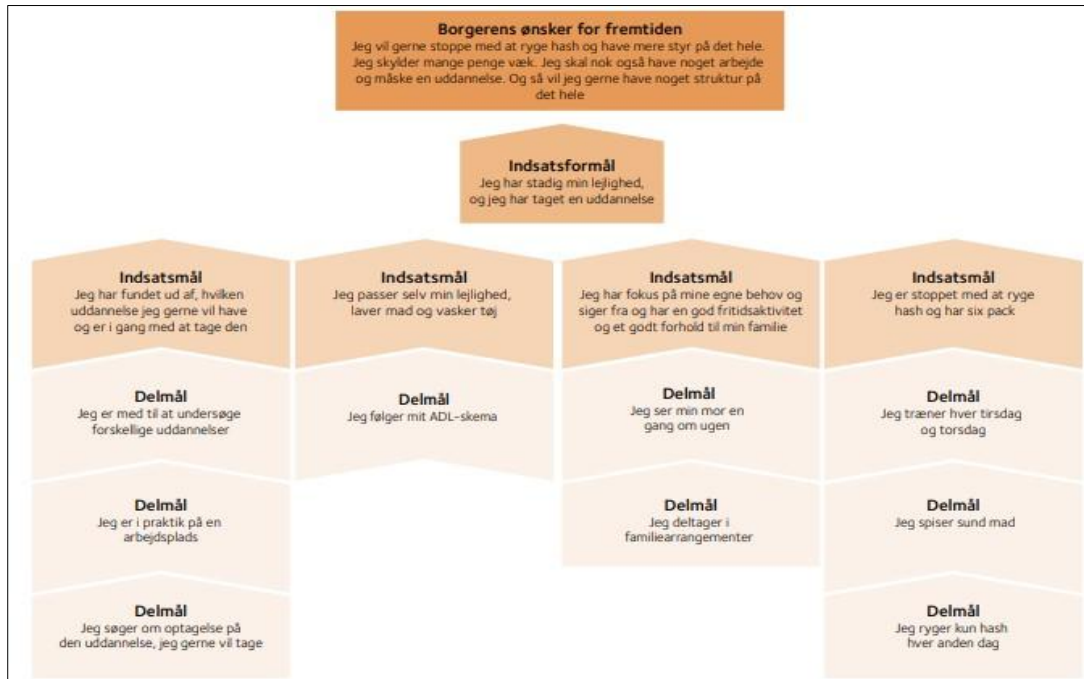 Borgerens ønsker for fremtiden
Jeg vil gerne stoppe med at ryge hash og have mere styr på det hele.
Jeg skylder mange penge væk. Jeg skal nok også have noget arbejde
og måske en uddannelse. Og så vil jeg gerne have noget struktur på
det hele
Indsatsformål
Jeg har stadig min lejlighed,
og jeg har taget en uddannelse
Indsatsmål
Jeg har fundet ud af, hvilken
uddannelse jeg gerne vil have
og er i gang med at tage den
Delmål
Jeg er med til at undersøge
forskellige uddannelser
Delmål
Jeg er i praktik på en
arbejdsplads
Delmål
Jeg søger om optagelse på
den uddannelse, jeg gerne vil tage
Indsatsmål
Jeg passer selv min lejlighed,
laver mad og vasker tøj
Delmål
Jeg følger mit ADL-skema
Indsatsmål
Jeg har fokus på mine egne behov og
siger fra og har en god fritidsaktivitet
og et godt forhold til min familie
Delmål
Jeg ser min mor en
gang om ugen
Delmål
Jeg deltager i
familiearrangementer
Indsatsmål
Jeg er stoppet med at ryge
hash og har six pack
Delmål
Jeg træner hver tirsdag
og torsdag
Delmål
Jeg spiser sund mad
Delmål
Jeg ryger kun hash
hver anden dag